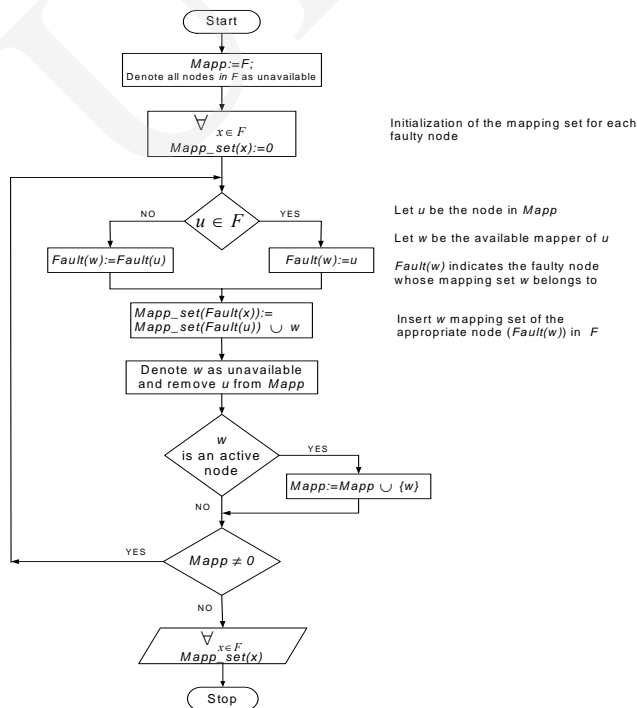 Start
Mapp:=F;
Denote all nodes in F as unavailable
∀ x∈F
Mapp_set(x):=0
Initialization of the mapping set for each
faulty node
u ∈ F
NO
YES
Let u be the node in Mapp
Let w be the available mapper of u
Fault(w):=Fault(u)
Fault(w):=u
Fault(w) indicates the faulty node
whose mapping set w belongs to
Mapp_set(Fault(x)):=
Mapp_set(Fault(u)) ∪ w
Insert w mapping set of the
appropriate node (Fault(w)) in F
Denote w as unavailable
and remove u from Mapp
w
is an active
node
YES
Mapp:=Mapp ∪ {w}
NO
YES
Mapp ≠ 0
NO
∀ x∈F
Mapp_set(x)
Stop